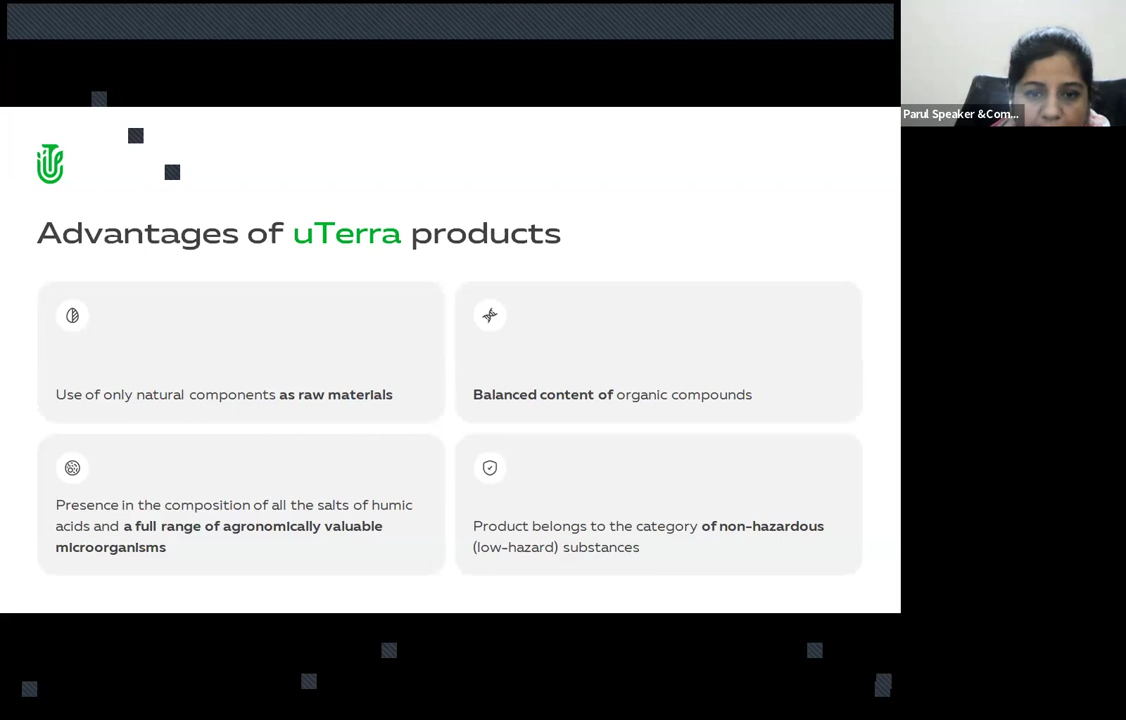 Parul Speaker &Com...
Advantages of uTerra products
Use of only natural components as raw materials
Balanced content of organic compounds
Presence in the composition of all the salts of humic
acids and a full range of agronomically valuable
microorganisms
Product belongs to the category of non-hazardous
(low-hazard) substances